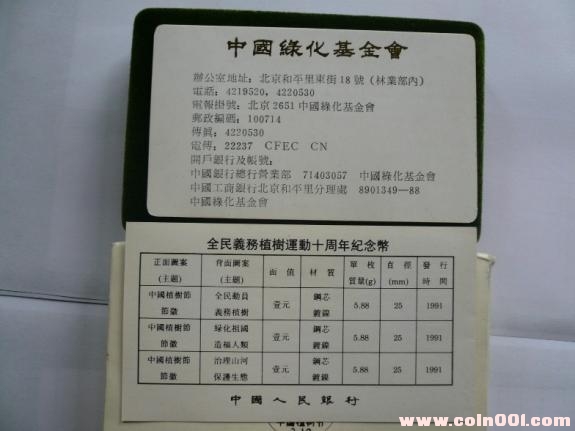 中國綠化基金會
辦公室地址：北京和平里東街18號（林業部內）
電話：4219520，4220530
電報掛號：北京2651中國綠化基金會
郵政編碼：100714
傳眞：4220530
電傳：22237 CFEC CN
開戶銀行及帳號：
中國銀行總行營業部 71403057 中國綠化基金會
中國工商銀行北京和平里分理處 8901349—88
中國綠化基金會
全民義務植樹運動十周年紀念幣
正面圖案（主題） 背面圖案（主題） 面值 材質 單枚質量(g) 直徑(mm) 發行時間
中國植樹節節徽 全民動員義務植樹 壹元 鋼芯鍍鎳 5.88 25 1991
中國植樹節節徽 綠化祖國造福人類 壹元 鋼芯鍍鎳 5.88 25 1991
中國植樹節節徽 治理山河保護生態 壹元 鋼芯鍍鎳 5.88 25 1991
中國人民銀行
中國植樹節
www.coin001.com